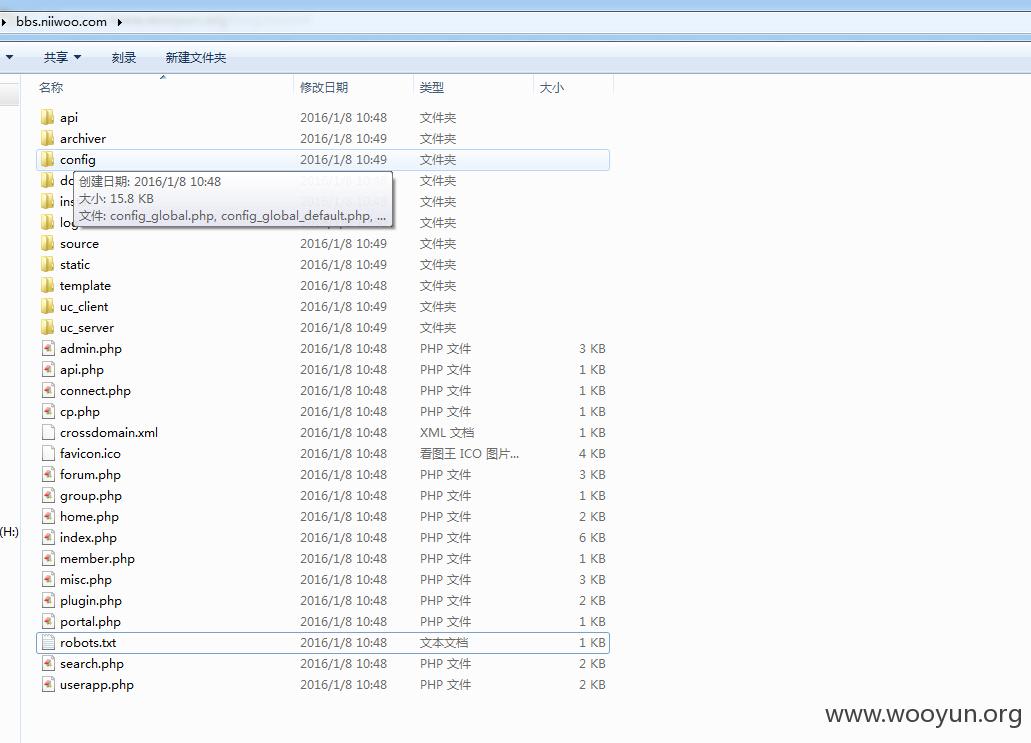 bbs.niiwoo.com
共享 刻录 新建文件夹
名称 修改日期 类型 大小
api 2016/1/8 10:48 文件夹
archiver 2016/1/8 10:49 文件夹
config 2016/1/8 10:49 文件夹
2016/1/8 10:49 文件夹
创建日期: 2016/1/8 10:48
大小: 15.8 KB
文件夹
文件: config_global.php, config_global_default.php, ...
文件夹
source 2016/1/8 10:49 文件夹
static 2016/1/8 10:49 文件夹
template 2016/1/8 10:48 文件夹
uc_client 2016/1/8 10:49 文件夹
uc_server 2016/1/8 10:49 文件夹
admin.php 2016/1/8 10:48 PHP 文件 3 KB
api.php 2016/1/8 10:48 PHP 文件 1 KB
connect.php 2016/1/8 10:48 PHP 文件 1 KB
cp.php 2016/1/8 10:48 PHP 文件 1 KB
crossdomain.xml 2016/1/8 10:48 XML 文档 1 KB
favicon.ico 2016/1/8 10:48 看图王 ICO 图片... 4 KB
forum.php 2016/1/8 10:48 PHP 文件 3 KB
group.php 2016/1/8 10:48 PHP 文件 1 KB
(H:) home.php 2016/1/8 10:48 PHP 文件 2 KB
index.php 2016/1/8 10:48 PHP 文件 6 KB
member.php 2016/1/8 10:48 PHP 文件 1 KB
misc.php 2016/1/8 10:48 PHP 文件 3 KB
plugin.php 2016/1/8 10:48 PHP 文件 2 KB
portal.php 2016/1/8 10:48 PHP 文件 1 KB
robots.txt 2016/1/8 10:48 文本文档 1 KB
search.php 2016/1/8 10:48 PHP 文件 2 KB
userapp.php 2016/1/8 10:48 PHP 文件 2 KB
www.wooyun.org